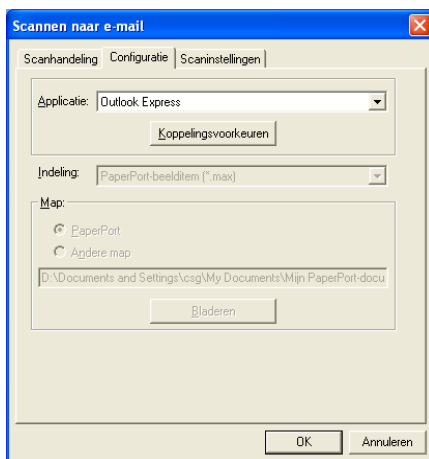 Scannen naar e-mail
Scanhandeling Configuratie Scaninstellingen
Applicatie: Outlook Express
Koppelingsvoorkeuren
Indeling: PaperPort-beelditem (*.max)
Map:
PaperPort
Andere map
D:\Documents and Settings\csg\My Documents\Mijn PaperPort-docu
Bladeren
OK Annuleren